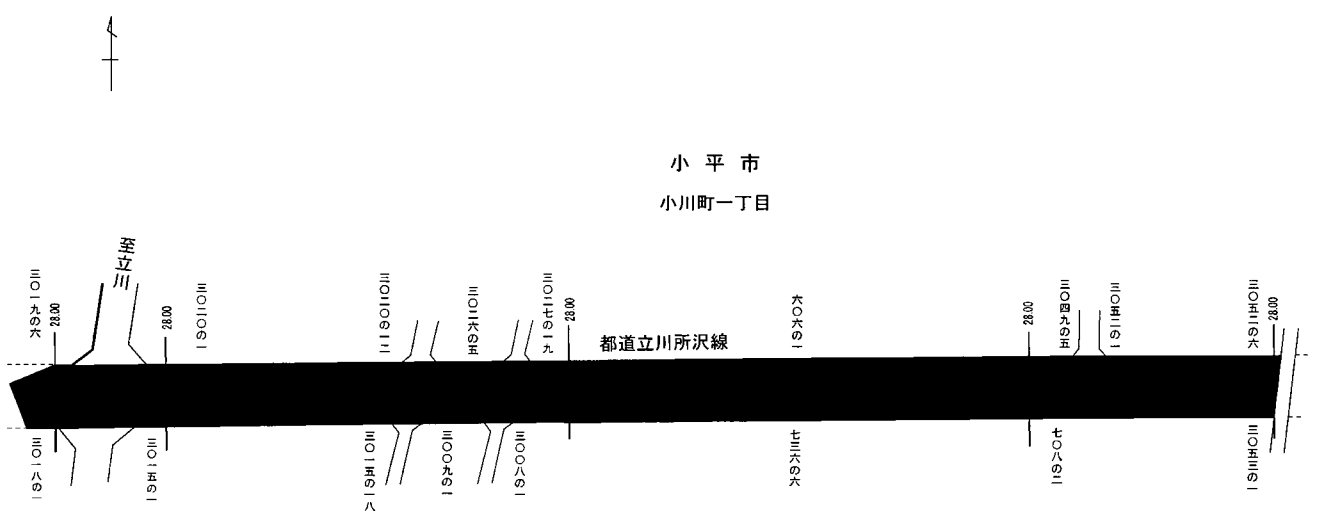 小平市
小川町一丁目
至立川
三〇一九の六
28.00
28.00
三〇二〇の一
三〇二〇の一二
三〇二六の五
三〇二七の一九
28.00
都道立川所沢線
六〇六の一
28.00
三〇四九の五
三〇五二の一
三〇五二の六
28.00
三〇一八の一
三〇一五の一
三〇一五の一八
三〇〇九の一
三〇〇八の一
七三六の六
七〇八の二
三〇五三の一